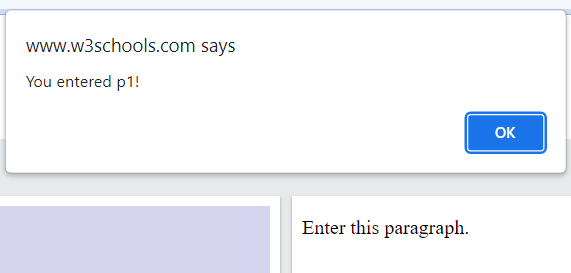 www.w3schools.com says
You entered p1!
OK
Enter this paragraph.